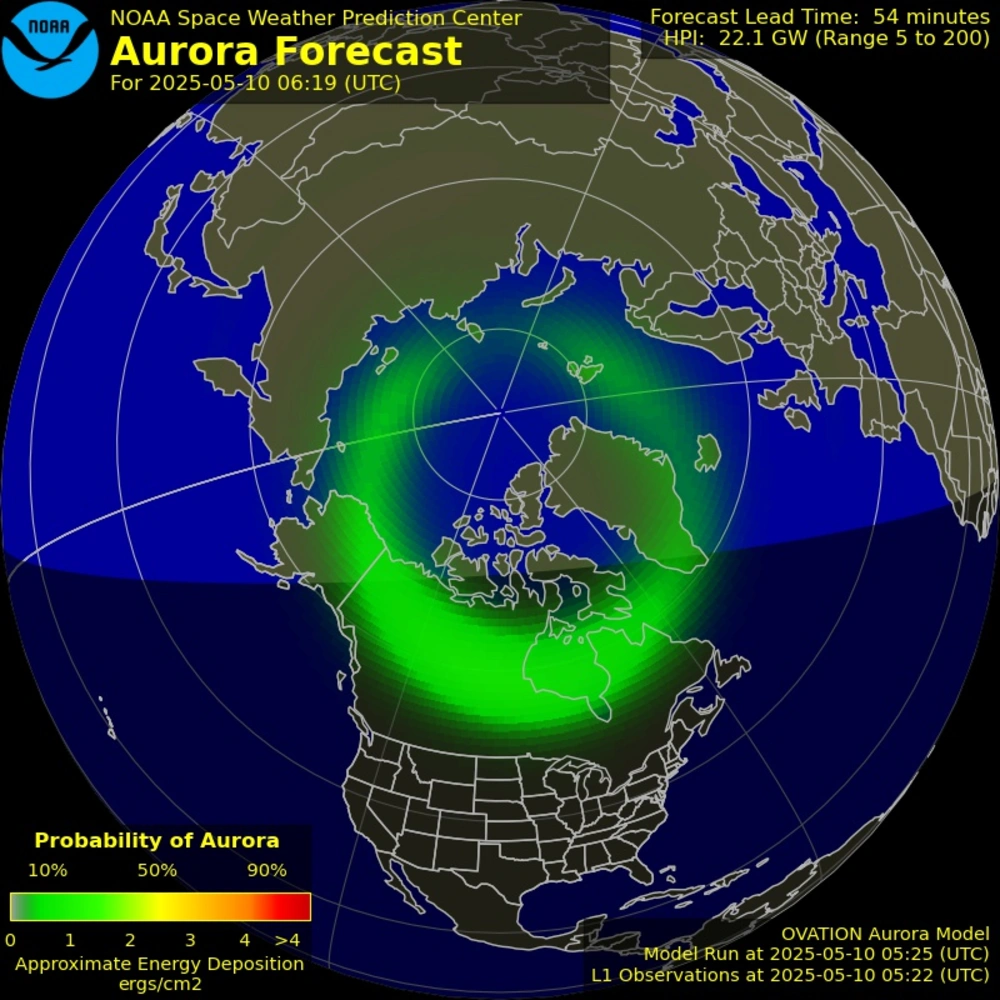 NOAA
NOAA Space Weather Prediction Center
Aurora Forecast
For 2025-05-10 06:19 (UTC)
Forecast Lead Time: 54 minutes
HPI: 22.1 GW (Range 5 to 200)
Probability of Aurora
10% 50% 90%
0 1 2 3 4 >4
Approximate Energy Deposition
ergs/cm2
OVATION Aurora Model
Model Run at 2025-05-10 05:25 (UTC)
L1 Observations at 2025-05-10 05:22 (UTC)